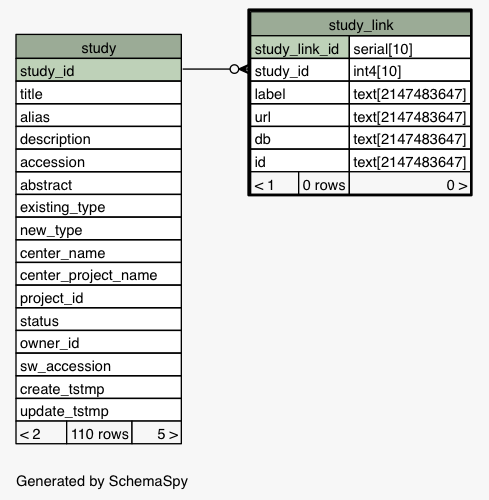 study
study_id
title
alias
description
accession
abstract
existing_type
new_type
center_name
center_project_name
project_id
status
owner_id
sw_accession
create_tstmp
update_tstmp
< 2 110 rows 5 >
study_link
study_link_id serial[10]
study_id int4[10]
label text[2147483647]
url text[2147483647]
db text[2147483647]
id text[2147483647]
< 1 0 rows 0 >
Generated by SchemaSpy